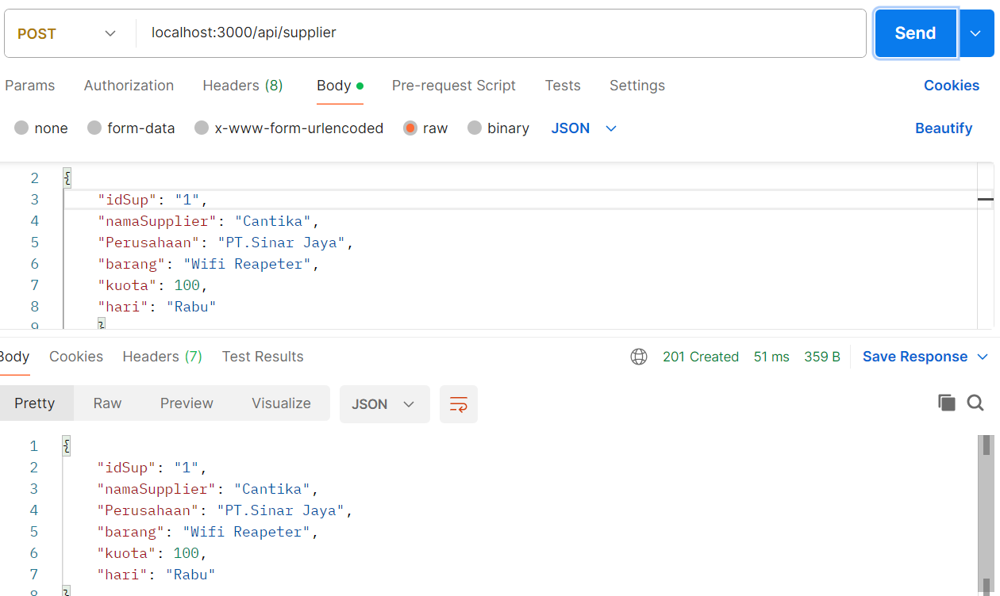 POST localhost:3000/api/supplier Send
Params Authorization Headers (8) Body Pre-request Script Tests Settings Cookies
none form-data x-www-form-urlencoded raw binary JSON Beautify
2 {
3 "idSup": "1",
4 "namaSupplier": "Cantika",
5 "Perusahaan": "PT.Sinar Jaya",
6 "barang": "Wifi Reapeter",
7 "kuota": 100,
8 "hari": "Rabu"
9 }
Body Cookies Headers (7) Test Results 201 Created 51 ms 359 B Save Response
Pretty Raw Preview Visualize JSON
1 {
2 "idSup": "1",
3 "namaSupplier": "Cantika",
4 "Perusahaan": "PT.Sinar Jaya",
5 "barang": "Wifi Reapeter",
6 "kuota": 100,
7 "hari": "Rabu"
8 }